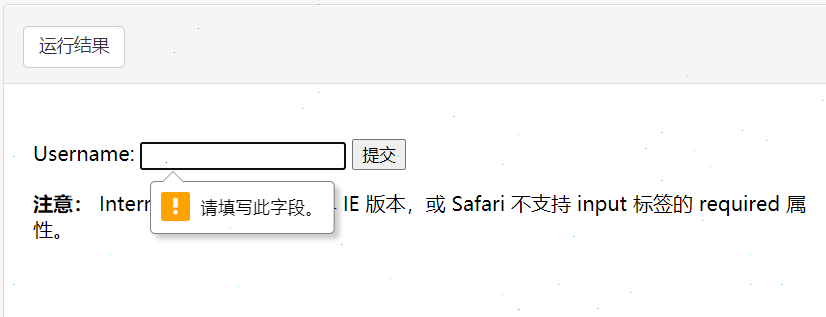 运行结果
Username: 提交
请填写此字段。
注意： Intern IE 版本，或 Safari 不支持 input 标签的 required 属
性。